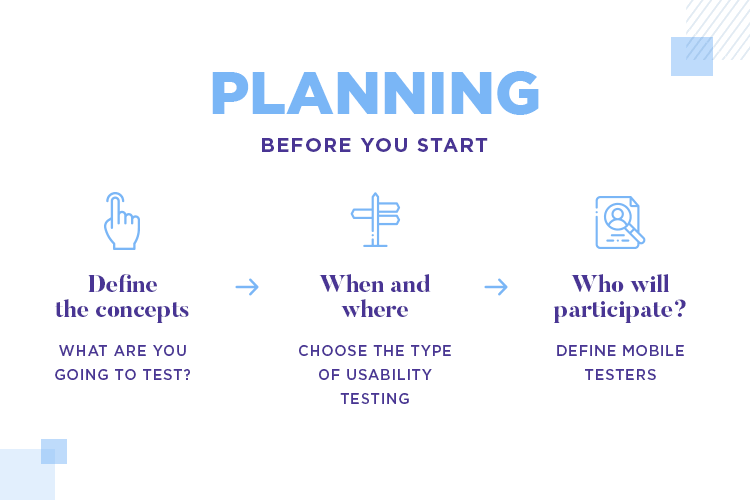 PLANNING
BEFORE YOU START
Define
the concepts
WHAT ARE YOU
GOING TO TEST?
When and
where
CHOOSE THE TYPE
OF USABILITY
TESTING
Who will
participate?
DEFINE MOBILE
TESTERS